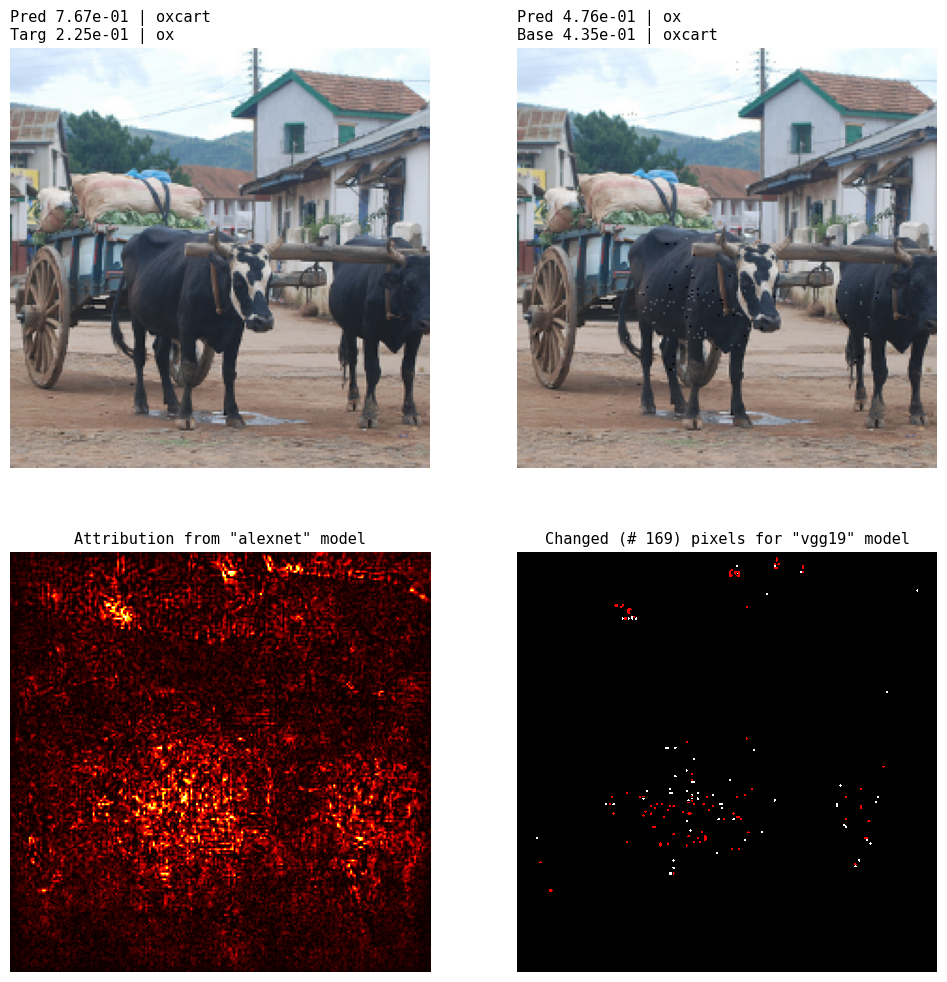 Pred 7.67e-01 | oxcart
Targ 2.25e-01 | ox
Pred 4.76e-01 | ox
Base 4.35e-01 | oxcart
Attribution from "alexnet" model
Changed (# 169) pixels for "vgg19" model